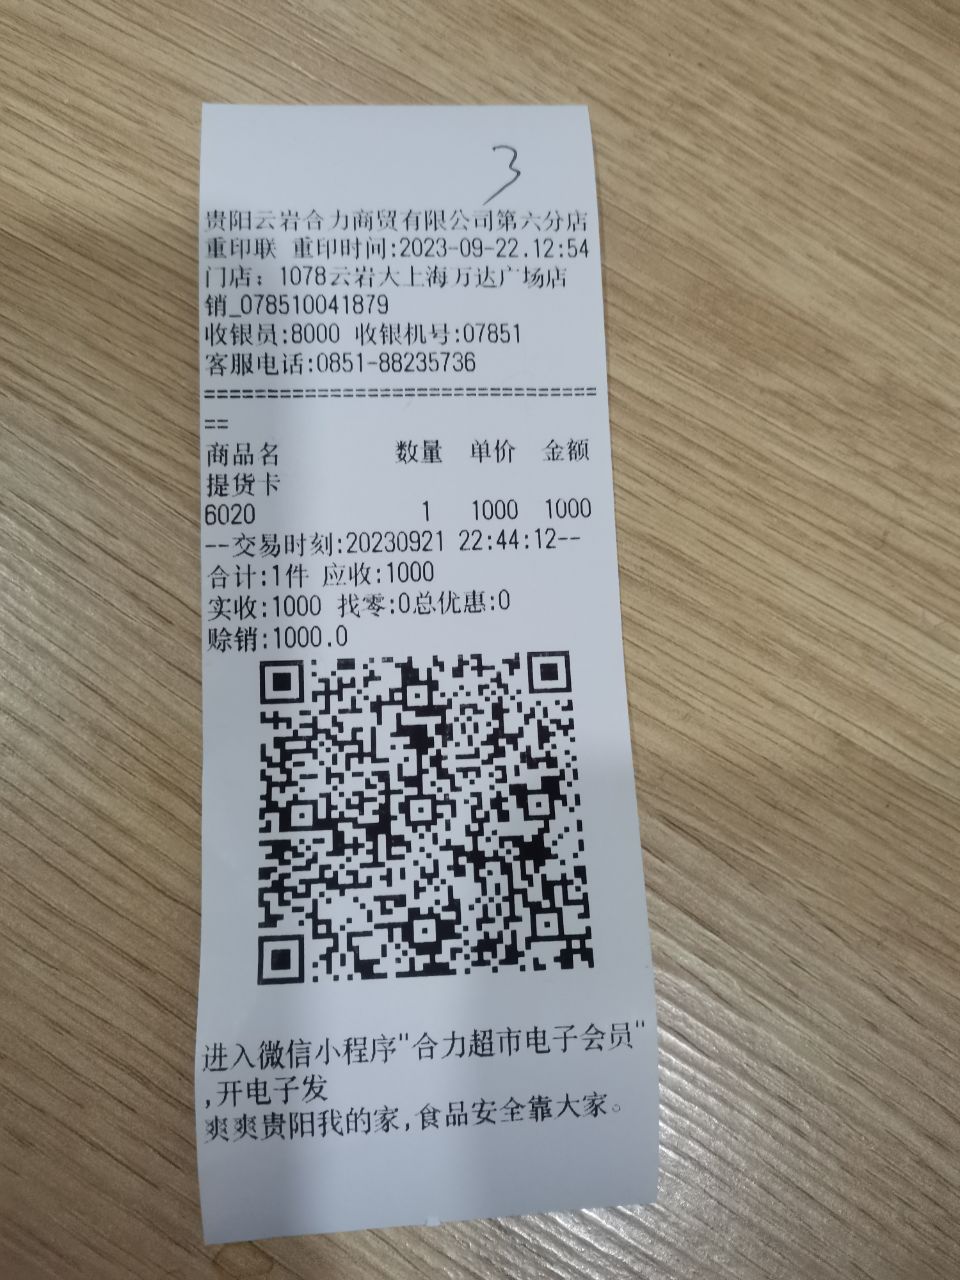 3
贵阳云岩合力商贸有限公司第六分店
重印联 重印时间:2023-09-22.12:54
门店：1078云岩大上海万达广场店
销_078510041879
收银员:8000 收银机号:07851
客服电话:0851-88235736
================================
==
商品名 数量 单价 金额
提货卡
6020 1 1000 1000
--交易时刻:20230921 22:44:12--
合计:1件 应收:1000
实收:1000 找零:0总优惠:0
赊销:1000.0
进入微信小程序"合力超市电子会员"
,开电子发
爽爽贵阳我的家,食品安全靠大家。